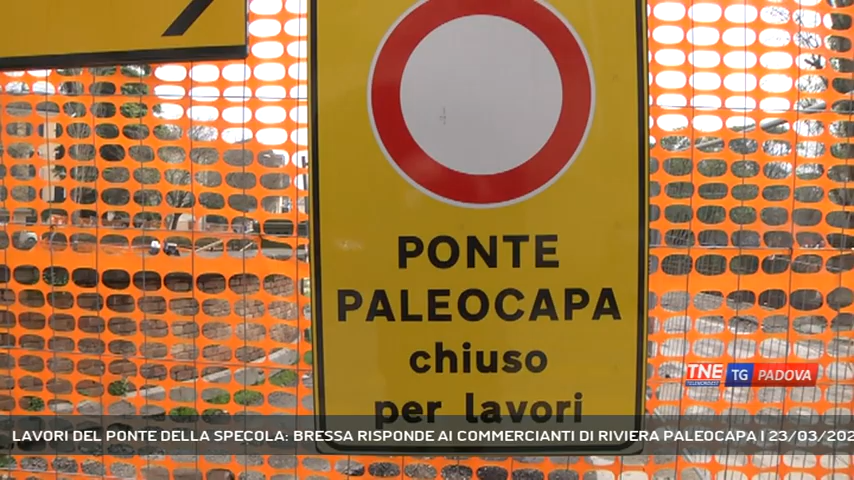 PONTE
PALEOCAPA
chiuso
per lavori
TNE
TELENORDEST
TG
PADOVA
LAVORI DEL PONTE DELLA SPECOLA: BRESSA RISPONDE AI COMMERCIANTI DI RIVIERA PALEOCAPA | 23/03/202